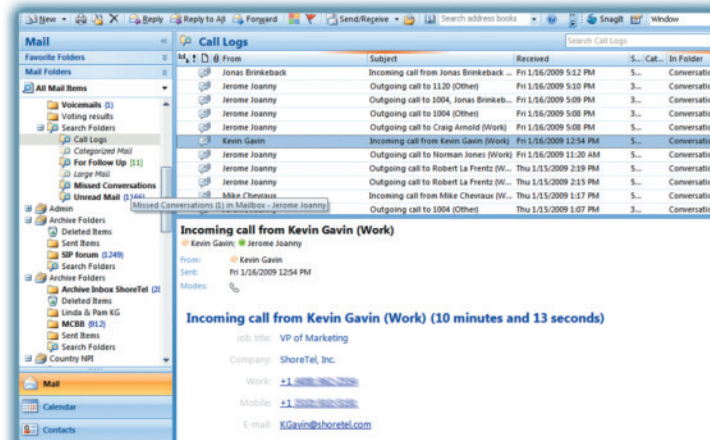 New Reply Reply to All Forward Send/Receive Search address books SnagIt Window
Mail
Call Logs Search Call Logs
Favorite Folders
Mail Folders
All Mail Items
From Subject Received S... Cat... In Folder
Jonas Brinkeback Incoming call from Jonas Brinkeback ... Fri 1/16/2009 5:12 PM 3...
Jerome Joanny Outgoing call to 1120 (Other) Fri 1/16/2009 5:10 PM 3...
Jerome Joanny Outgoing call to 1004, Jonas Brinkeb... Fri 1/16/2009 5:09 PM 3...
Jerome Joanny Outgoing call to 1004 (Other) Fri 1/16/2009 5:08 PM
Jerome Joanny Outgoing call to Craig Arnold (Work) Fri 1/16/2009 5:08 PM
Kevin Gavin Incoming call from Kevin Gavin (Work) Fri 1/16/2009 12:54 PM
Jerome Joanny Outgoing call to Norman Jones (Work) Fri 1/16/2009 11:20 AM
Jerome Joanny Outgoing call to Robert La Frentz (W... Thu 1/15/2009 2:19 PM
Jerome Joanny Outgoing call to Robert La Frentz (W... Thu 1/15/2009 2:15 PM
Mike Chevraux Incoming call from Mike Chevraux (W... Thu 1/15/2009 1:17 PM
Outgoing call to 1004 (Other) Thu 1/15/2009 1:07 PM
Voicemails (1)
Voting results
Search Folders
Call Logs
Categorized Mail
For Follow Up [11]
Large Mail
Missed Conversations
Unread Mail
Missed Conversations (1) in Mailbox - Jerome Joanny
Admin
Archive Folders
Deleted Items
Sent Items
SIP forum (1249)
Search Folders
Archive Folders
Archive Inbox ShoreTel
Deleted Items
Linda & Pam KG
MCBB (912)
Sent Items
Search Folders
Country NPI
Mail
Calendar
Contacts
Incoming call from Kevin Gavin (Work)
Kevin Gavin; Jerome Joanny
From: Kevin Gavin
Sent: Fri 1/16/2009 12:54 PM
Modes:
Incoming call from Kevin Gavin (Work) (10 minutes and 13 seconds)
Job title: VP of Marketing
Company: ShoreTel, Inc.
Work: +1
Mobile: +1
E-mail: KGavin@shoretel.com